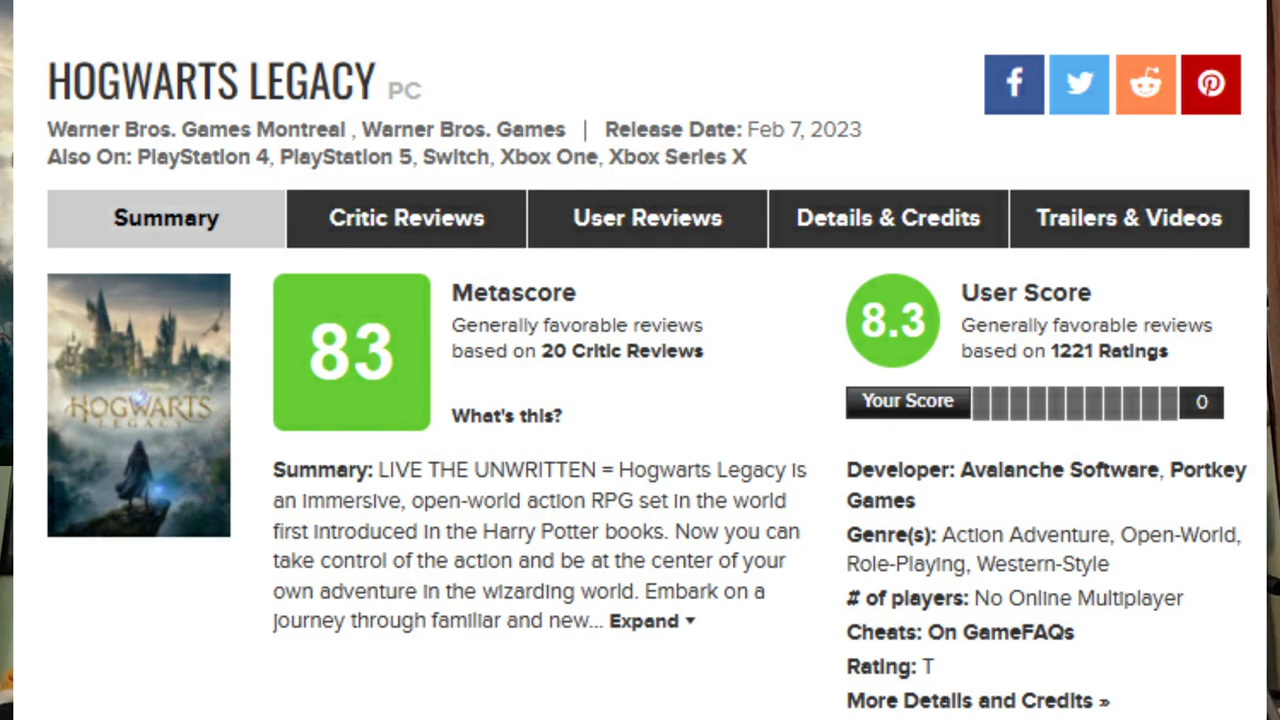 HOGWARTS LEGACY PC
Warner Bros. Games Montreal , Warner Bros. Games | Release Date: Feb 7, 2023
Also On: PlayStation 4, PlayStation 5, Switch, Xbox One, Xbox Series X
Summary
Critic Reviews
User Reviews
Details & Credits
Trailers & Videos
HOGWARTS
LEGACY
83
Metascore
Generally favorable reviews
based on 20 Critic Reviews
What's this?
8.3
User Score
Generally favorable reviews
based on 1221 Ratings
Your Score
0
Summary: LIVE THE UNWRITTEN = Hogwarts Legacy is
an immersive, open-world action RPG set in the world
first introduced in the Harry Potter books. Now you can
take control of the action and be at the center of your
own adventure in the wizarding world. Embark on a
journey through familiar and new... Expand
Developer: Avalanche Software, Portkey
Games
Genre(s): Action Adventure, Open-World,
Role-Playing, Western-Style
# of players: No Online Multiplayer
Cheats: On GameFAQs
Rating: T
More Details and Credits »